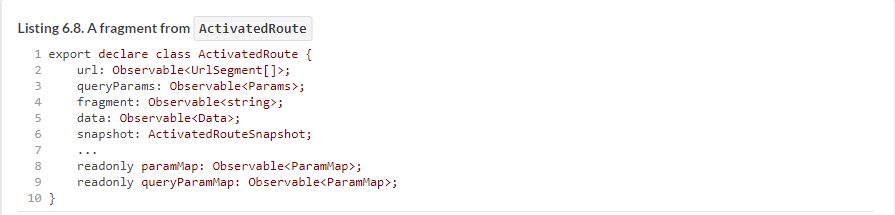 Listing 6.8. A fragment from ActivatedRoute
1 export declare class ActivatedRoute {
2     url: Observable<UrlSegment[]>;
3     queryParams: Observable<Params>;
4     fragment: Observable<string>;
5     data: Observable<Data>;
6     snapshot: ActivatedRouteSnapshot;
7     ...
8     readonly paramMap: Observable<ParamMap>;
9     readonly queryParamMap: Observable<ParamMap>;
10 }